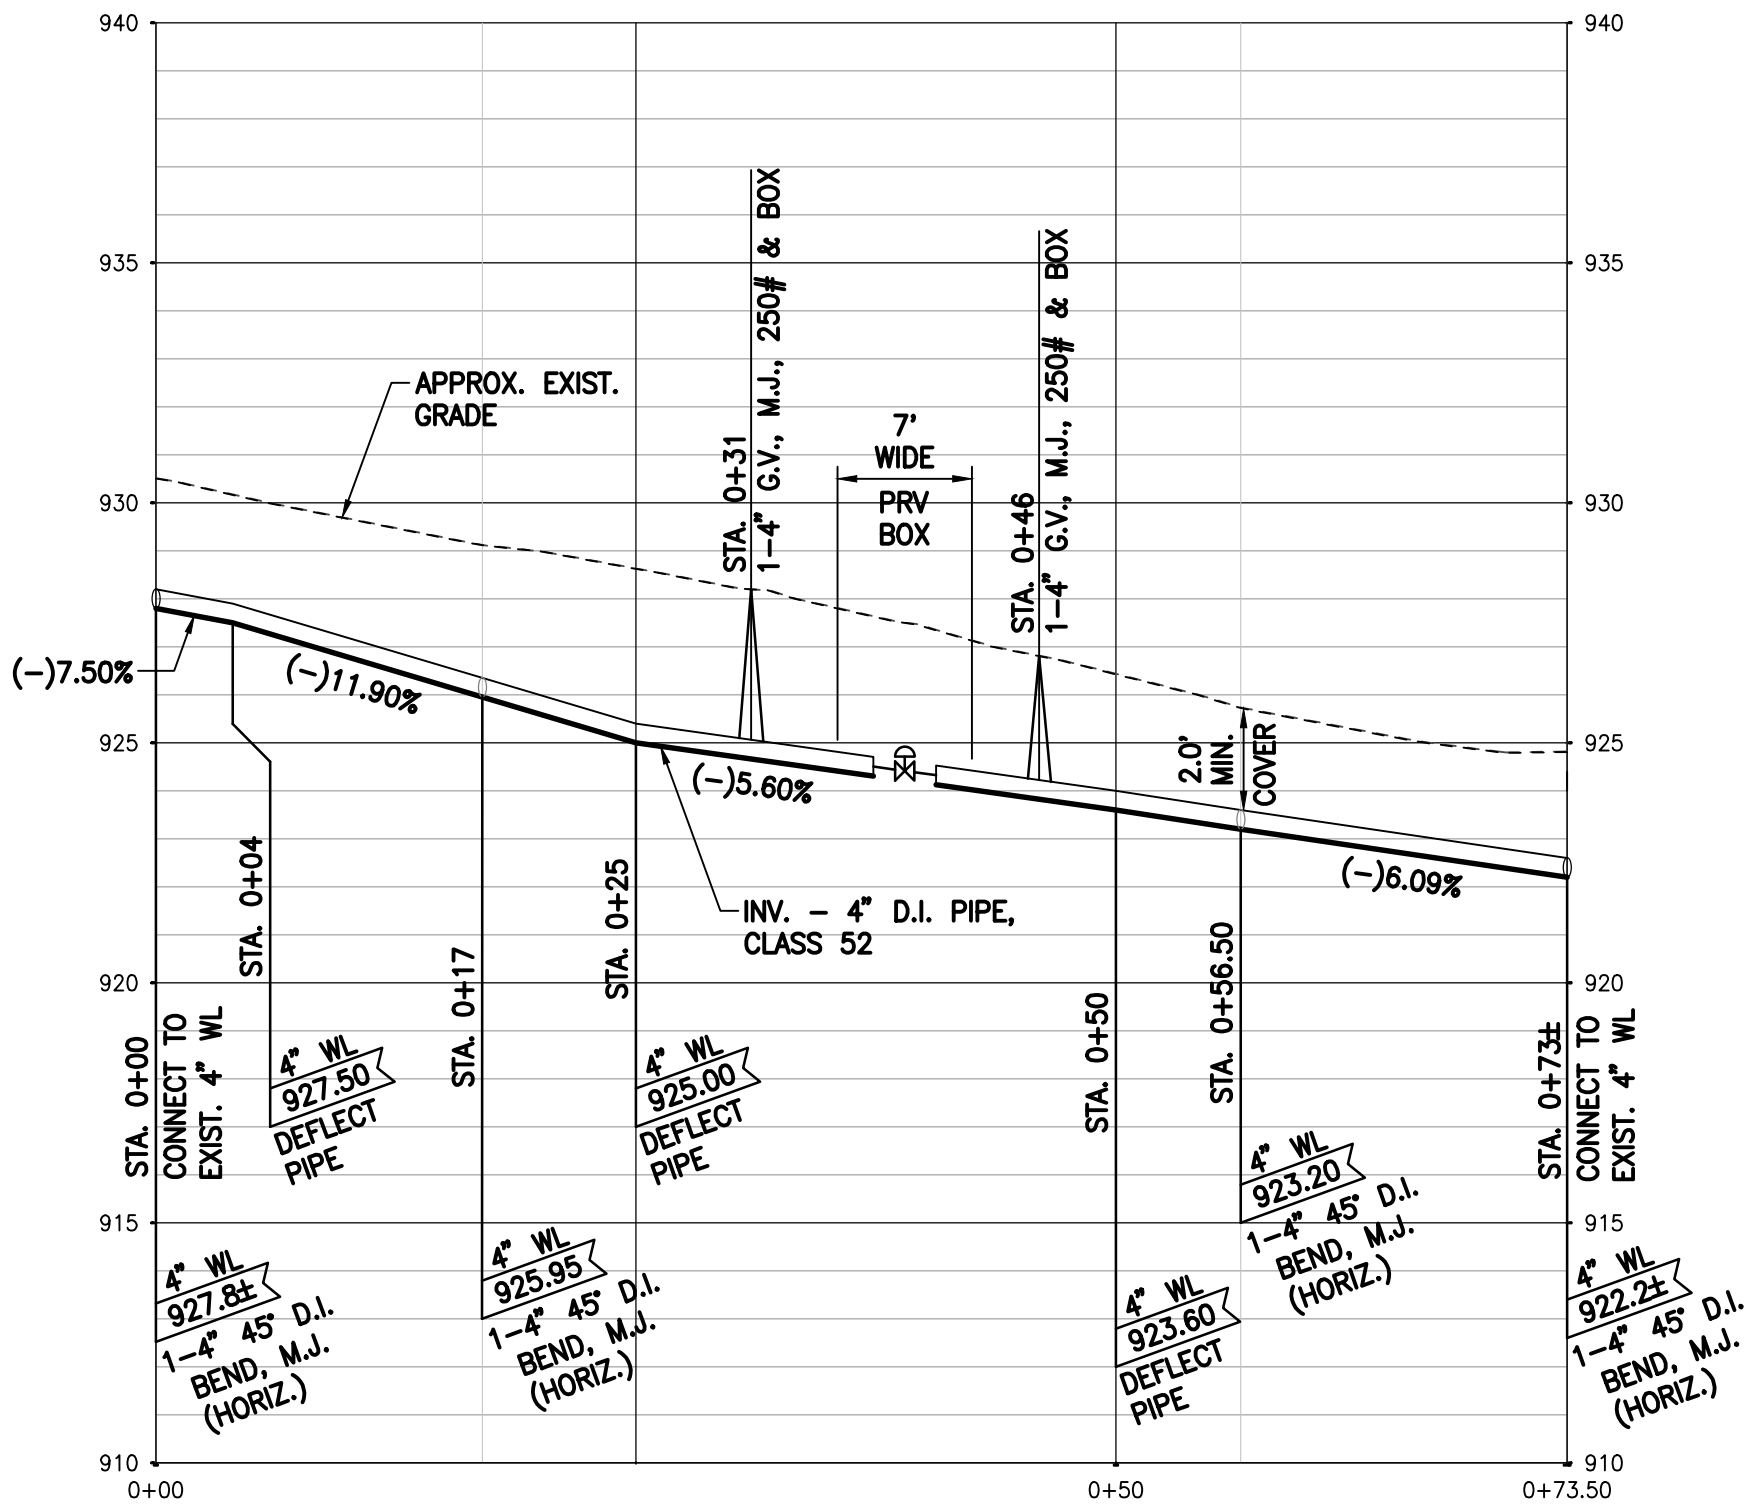 940
940
935
935
930
930
925
925
920
920
915
915
910
910
0+00
0+50
0+73.50
APPROX. EXIST.
GRADE
STA. 0+31
1-4" G.V., M.J., 250# & BOX
7'
WIDE
PRV
BOX
STA. 0+46
1-4" G.V., M.J., 250# & BOX
(-)7.50%
(-)11.90%
(-)5.60%
(-)6.09%
2.0'
MIN.
COVER
INV. - 4" D.I. PIPE,
CLASS 52
STA. 0+00
CONNECT TO
EXIST. 4" WL
4" WL
927.8±
1-4" 45° D.I.
BEND, M.J.
(HORIZ.)
STA. 0+04
4" WL
927.50
DEFLECT
PIPE
STA. 0+17
4" WL
925.95
1-4" 45° D.I.
BEND, M.J.
(HORIZ.)
STA. 0+25
4" WL
925.00
DEFLECT
PIPE
STA. 0+50
4" WL
923.60
DEFLECT
PIPE
STA. 0+56.50
4" WL
923.20
1-4" 45° D.I.
BEND, M.J.
(HORIZ.)
STA. 0+73±
CONNECT TO
EXIST. 4" WL
4" WL
922.2±
1-4" 45° D.I.
BEND, M.J.
(HORIZ.)